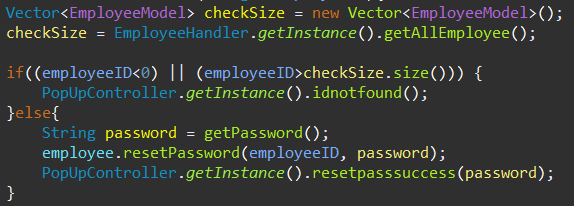 Vector<EmployeeModel> checkSize = new Vector<EmployeeModel>();
checkSize = EmployeeHandler.getInstance().getAllEmployee();
if((employeeID<0) || (employeeID>checkSize.size())) {
PopUpController.getInstance().idnotfound();
}else{
String password = getPassword();
employee.resetPassword(employeeID, password);
PopUpController.getInstance().resetpasssuccess(password);
}